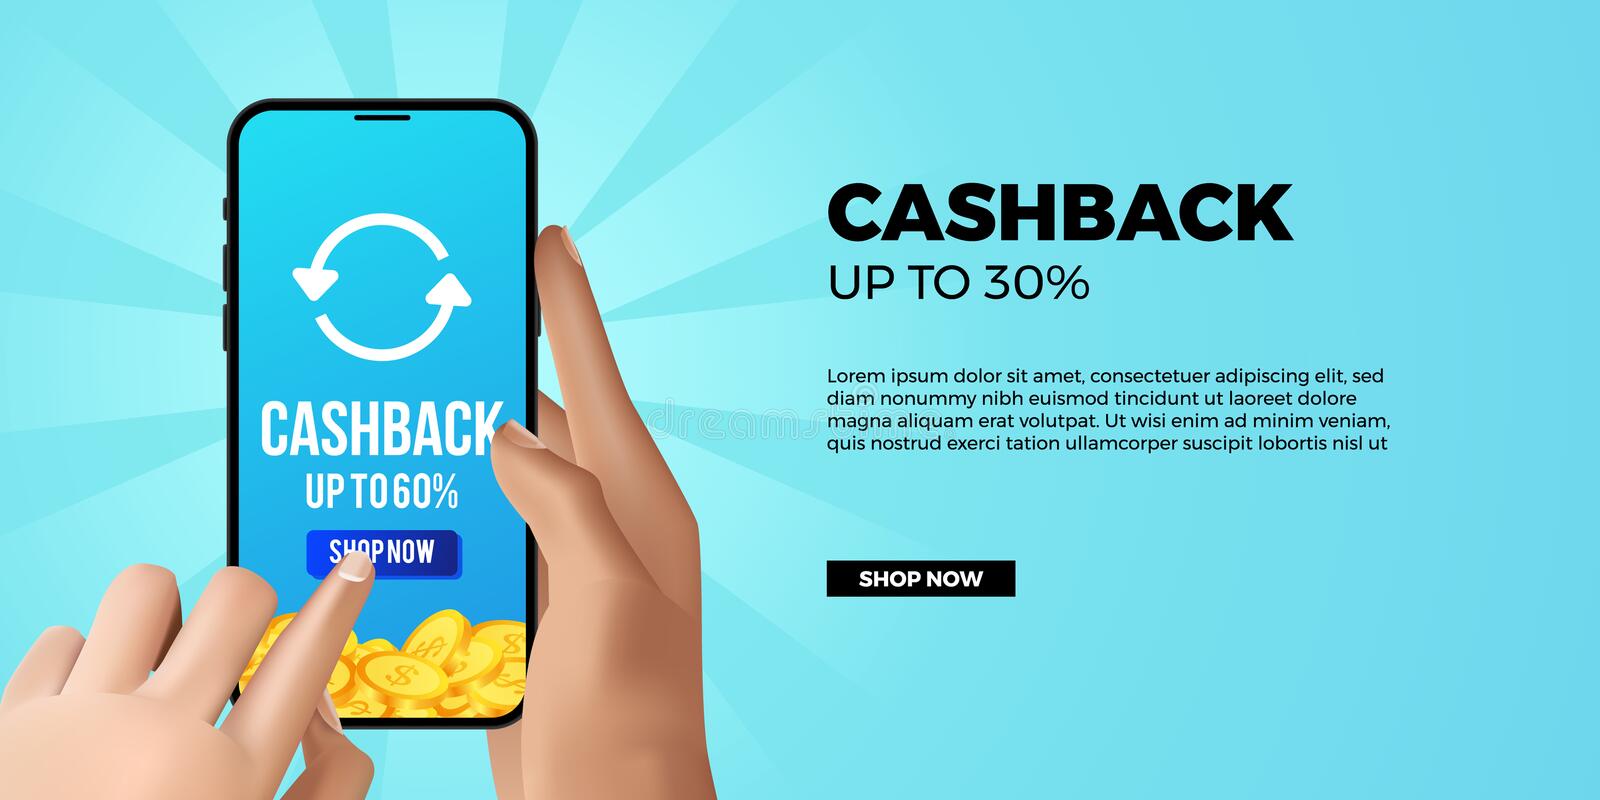 CASHBACK
UP TO 60%
SHOP NOW
CASHBACK
UP TO 30%
Lorem ipsum dolor sit amet, consectetuer adipiscing elit, sed
diam nonummy nibh euismod tincidunt ut laoreet dolore
magna aliquam erat volutpat. Ut wisi enim ad minim veniam,
quis nostrud exerci tation ullamcorper suscipit lobortis nisl ut
SHOP NOW
dreamstime.com